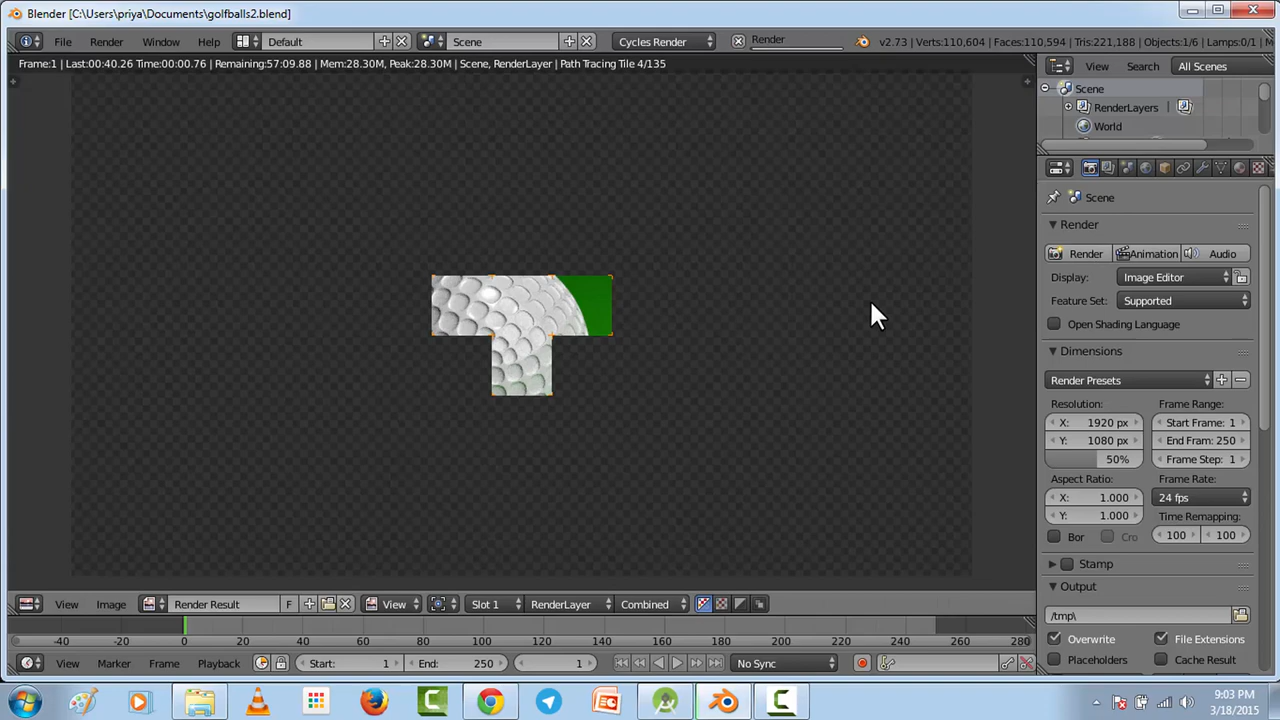 Blender [C:\Users\priya\Documents\golfballs2.blend]
File Render Window Help Default Scene Cycles Render Render v2.73 | Verts:110,604 | Faces:110,594 | Tris:221,188 | Objects:1/6 | Lamps:0/1 | M
Frame:1 | Last:00:40.26 Time:00:00.76 | Remaining:57:09.88 | Mem:28.30M, Peak:28.30M | Scene, RenderLayer | Path Tracing Tile 4/135
View Search All Scenes
Scene
RenderLayers
World
Scene
Render
Render Animation Audio
Display: Image Editor
Feature Set: Supported
Open Shading Language
Dimensions
Render Presets
Resolution: Frame Range:
X: 1920 px Start Frame: 1
Y: 1080 px End Fram: 250
50% Frame Step: 1
Aspect Ratio: Frame Rate:
X: 1.000 24 fps
Y: 1.000 Time Remapping:
Bor Cro 100 100
Stamp
Output
/tmp\
Overwrite File Extensions
Placeholders Cache Result
View Image Render Result F View Slot 1 RenderLayer Combined
-40 -20 0 20 40 60 80 100 120 140 160 180 200 220 240 260 280
View Marker Frame Playback Start: 1 End: 250 1 No Sync
9:03 PM
3/18/2015